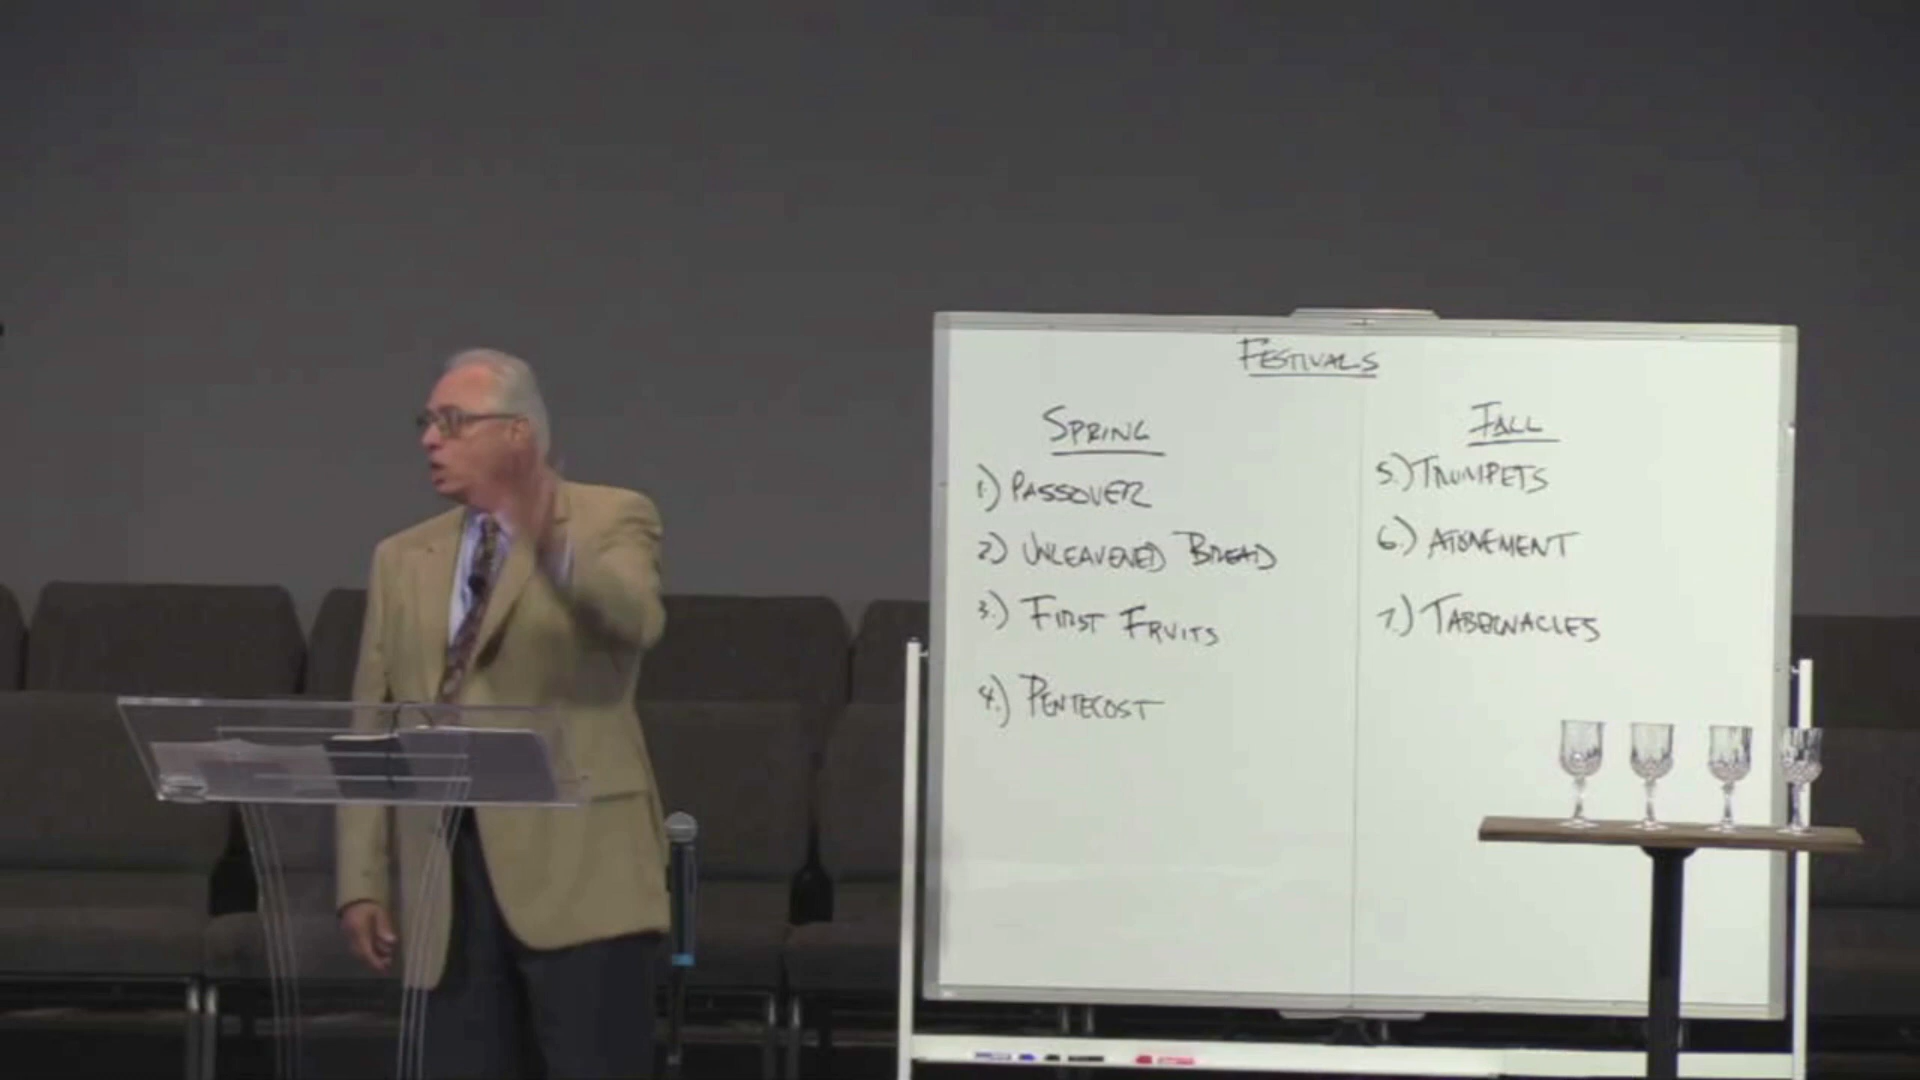 FESTIVALS
SPRING
1.) PASSOVER
2) UNLEAVENED BREAD
3.) FIRST FRUITS
4.) PENTECOST
FALL
5.) TRUMPETS
6.) ATONEMENT
7.) TABERNACLES